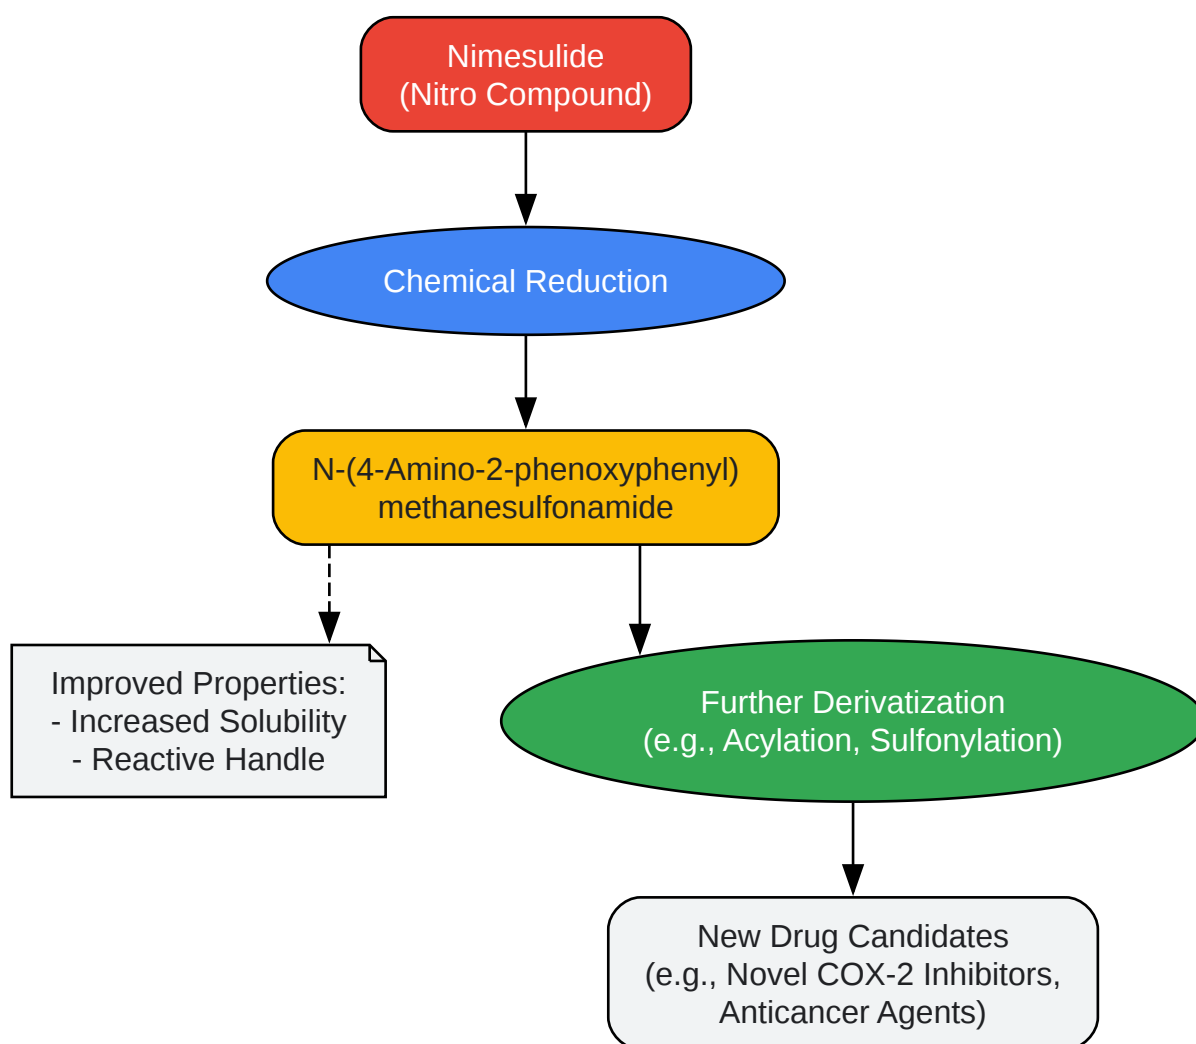 Nimesulide
(Nitro Compound)
Chemical Reduction
N-(4-Amino-2-phenoxyphenyl)
methanesulfonamide
Improved Properties:
- Increased Solubility
- Reactive Handle
Further Derivatization
(e.g., Acylation, Sulfonylation)
New Drug Candidates
(e.g., Novel COX-2 Inhibitors,
Anticancer Agents)